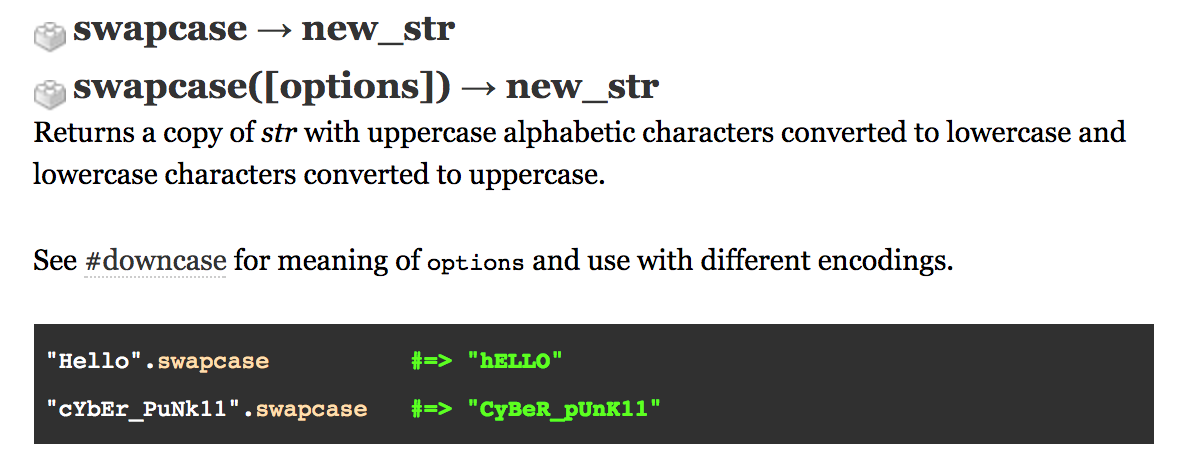 swapcase → new_str
swapcase([options]) → new_str
Returns a copy of str with uppercase alphabetic characters converted to lowercase and
lowercase characters converted to uppercase.
See #downcase for meaning of options and use with different encodings.
"Hello".swapcase #=> "hELLO"
"cYbEr_PuNk11".swapcase #=> "CyBeR_pUnK11"